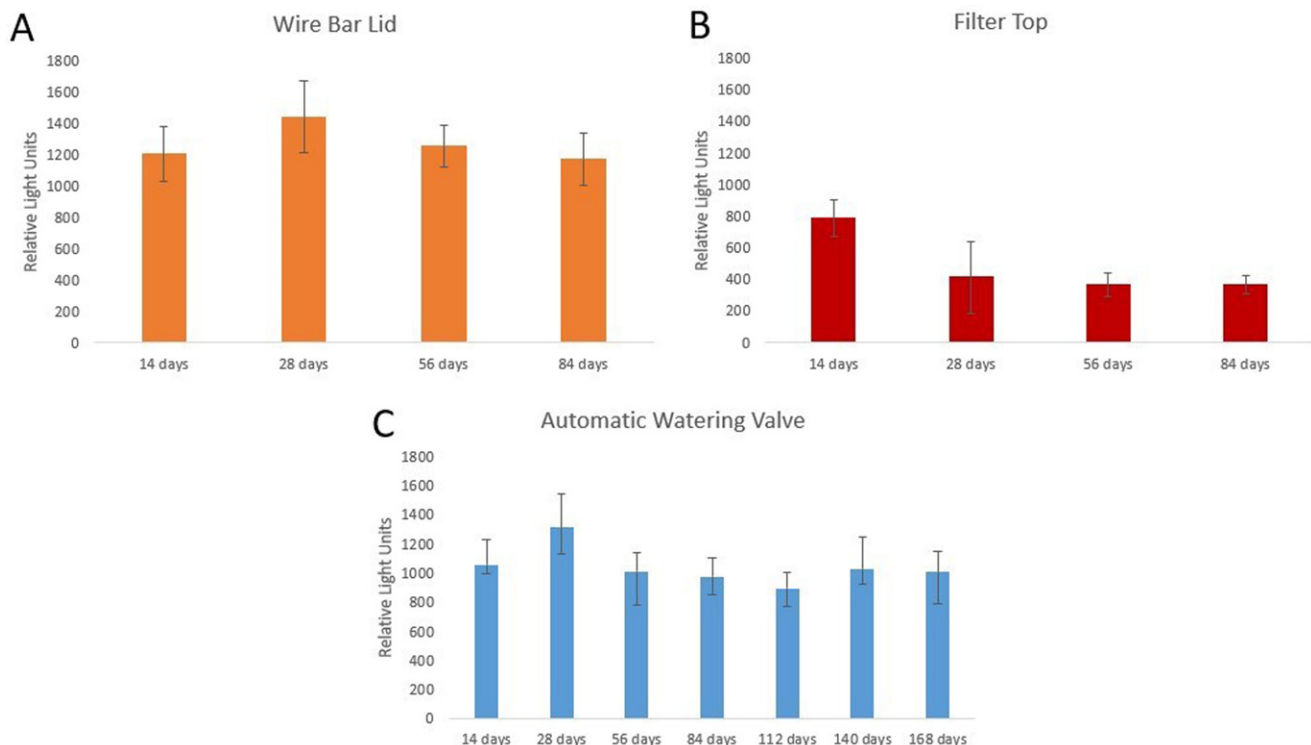 A
Wire Bar Lid
Relative Light Units
1800
1600
1400
1200
1000
800
600
400
200
0
14 days 28 days 56 days 84 days
B
Filter Top
Relative Light Units
1800
1600
1400
1200
1000
800
600
400
200
0
14 days 28 days 56 days 84 days
C
Automatic Watering Valve
Relative Light Units
1800
1600
1400
1200
1000
800
600
400
200
0
14 days 28 days 56 days 84 days 112 days 140 days 168 days